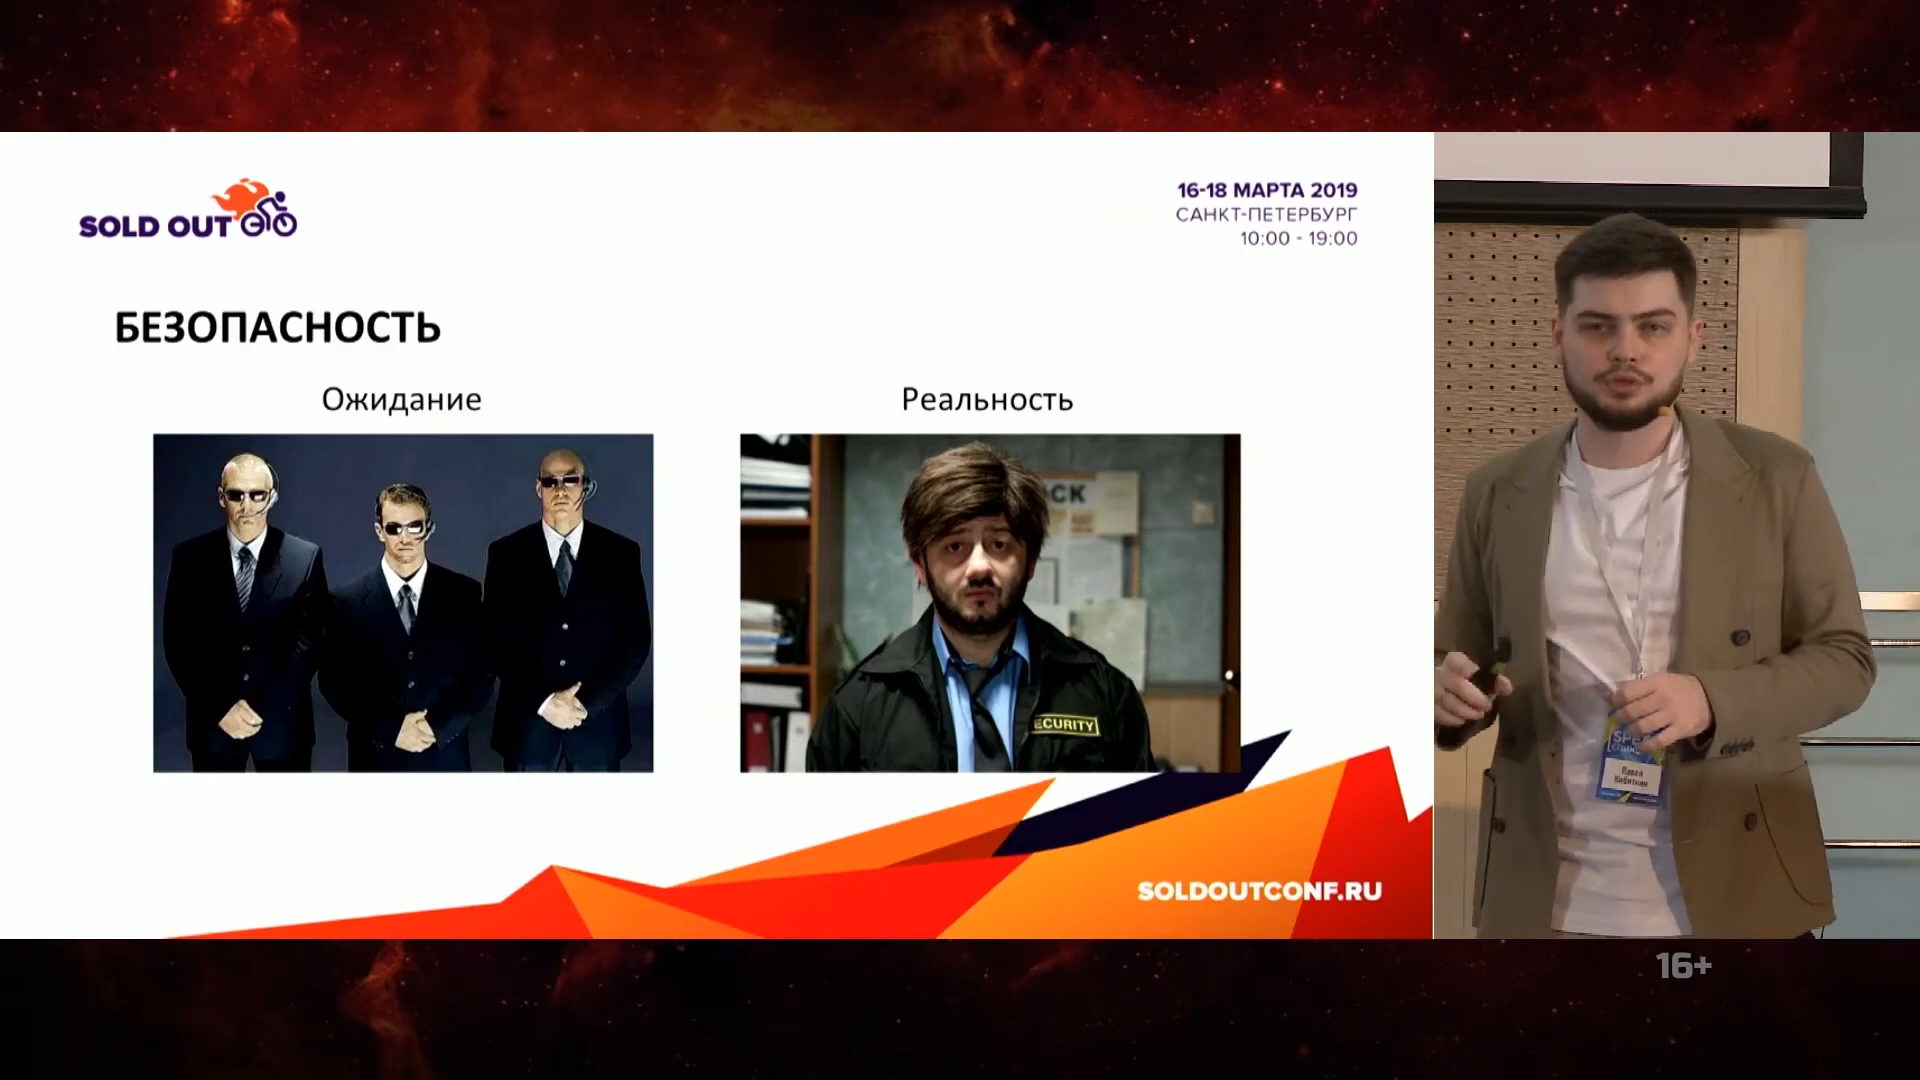 SOLD OUT
16-18 МАРТА 2019
САНКТ-ПЕТЕРБУРГ
10:00 - 19:00
БЕЗОПАСНОСТЬ
Ожидание
Реальность
ECURITY
SOLDOUTCONF.RU
Павел
16+